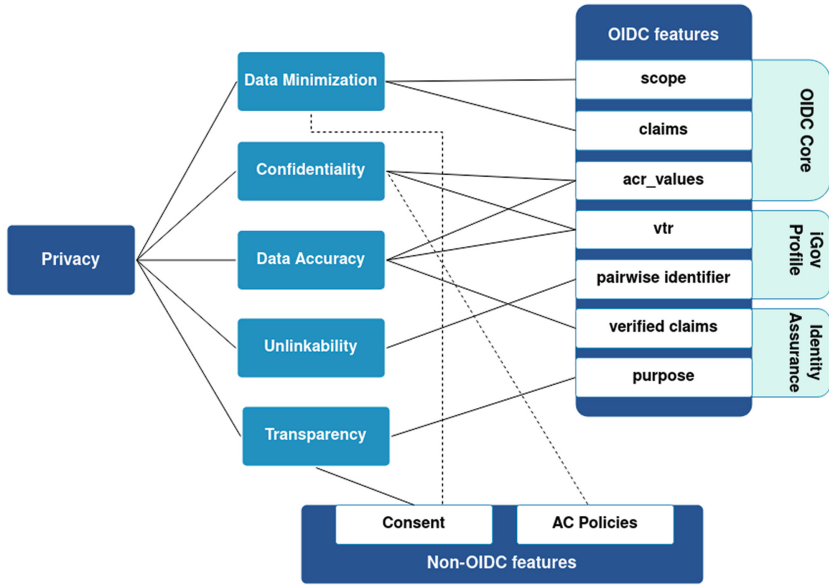 OIDC features
Data Minimization
scope
claims
OIDC Core
Confidentiality
acr_values
Privacy
Data Accuracy
vtr
pairwise identifier
iGov
Profile
Unlinkability
verified claims
purpose
Identity
Assurance
Transparency
Consent
AC Policies
Non-OIDC features